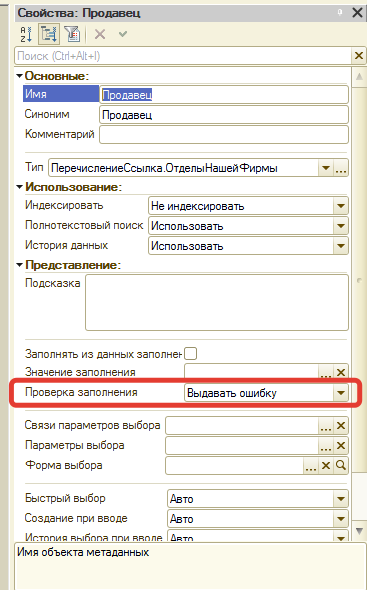 Свойства: Продавец
Поиск (Ctrl+Alt+I)
Основные:
Имя Продавец
Синоним Продавец
Комментарий
Тип ПеречислениеСсылка.ОтделыНашейФирмы
Использование:
Индексировать Не индексировать
Полнотекстовый поиск Использовать
История данных Использовать
Представление:
Подсказка
Заполнять из данных заполнен
Значение заполнения
Проверка заполнения Выдавать ошибку
Связи параметров выбора
Параметры выбора
Форма выбора
Быстрый выбор Авто
Создание при вводе Авто
История выбора при вводе Авто
Имя объекта метаданных